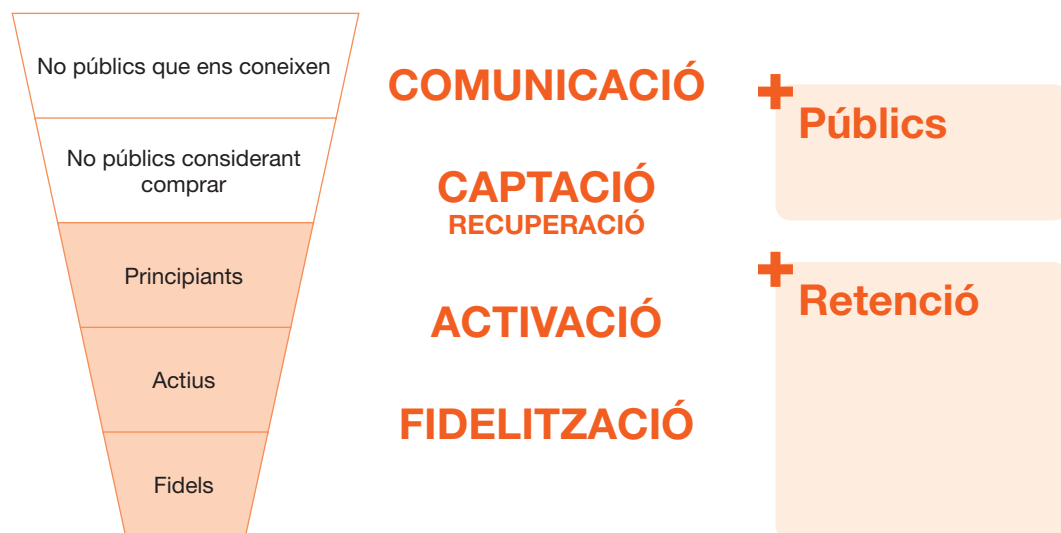 No públics que ens coneixen
No públics considerant
comprar
Principiants
Actius
Fidels
COMUNICACIÓ
CAPTACIÓ
RECUPERACIÓ
ACTIVACIÓ
FIDELITZACIÓ
+
Públics
+
Retenció